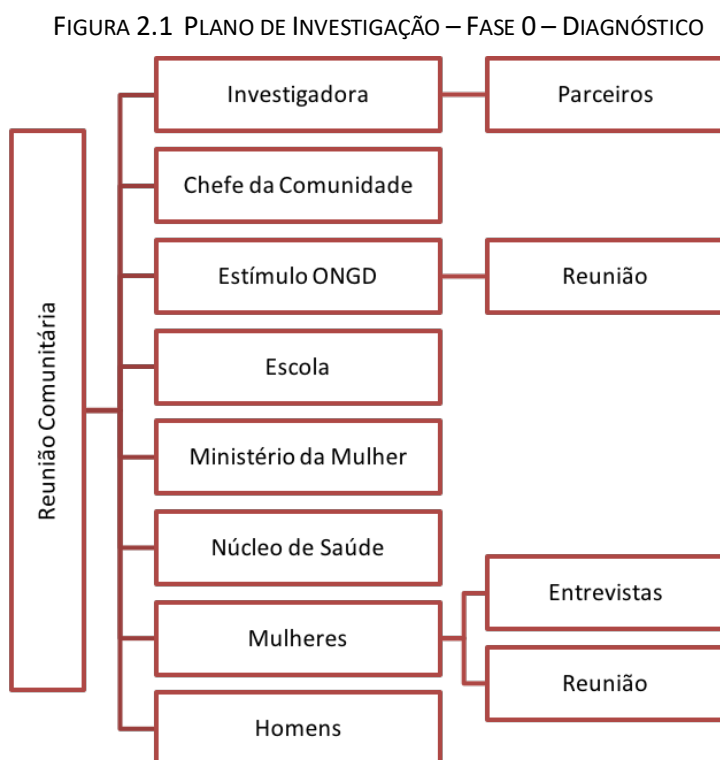 FIGURA 2.1 PLANO DE INVESTIGAÇÃO – FASE 0 – DIAGNÓSTICO
Reunião Comunitária
Investigadora
Parceiros
Chefe da Comunidade
Estímulo ONGD
Reunião
Escola
Ministério da Mulher
Núcleo de Saúde
Mulheres
Entrevistas
Reunião
Homens